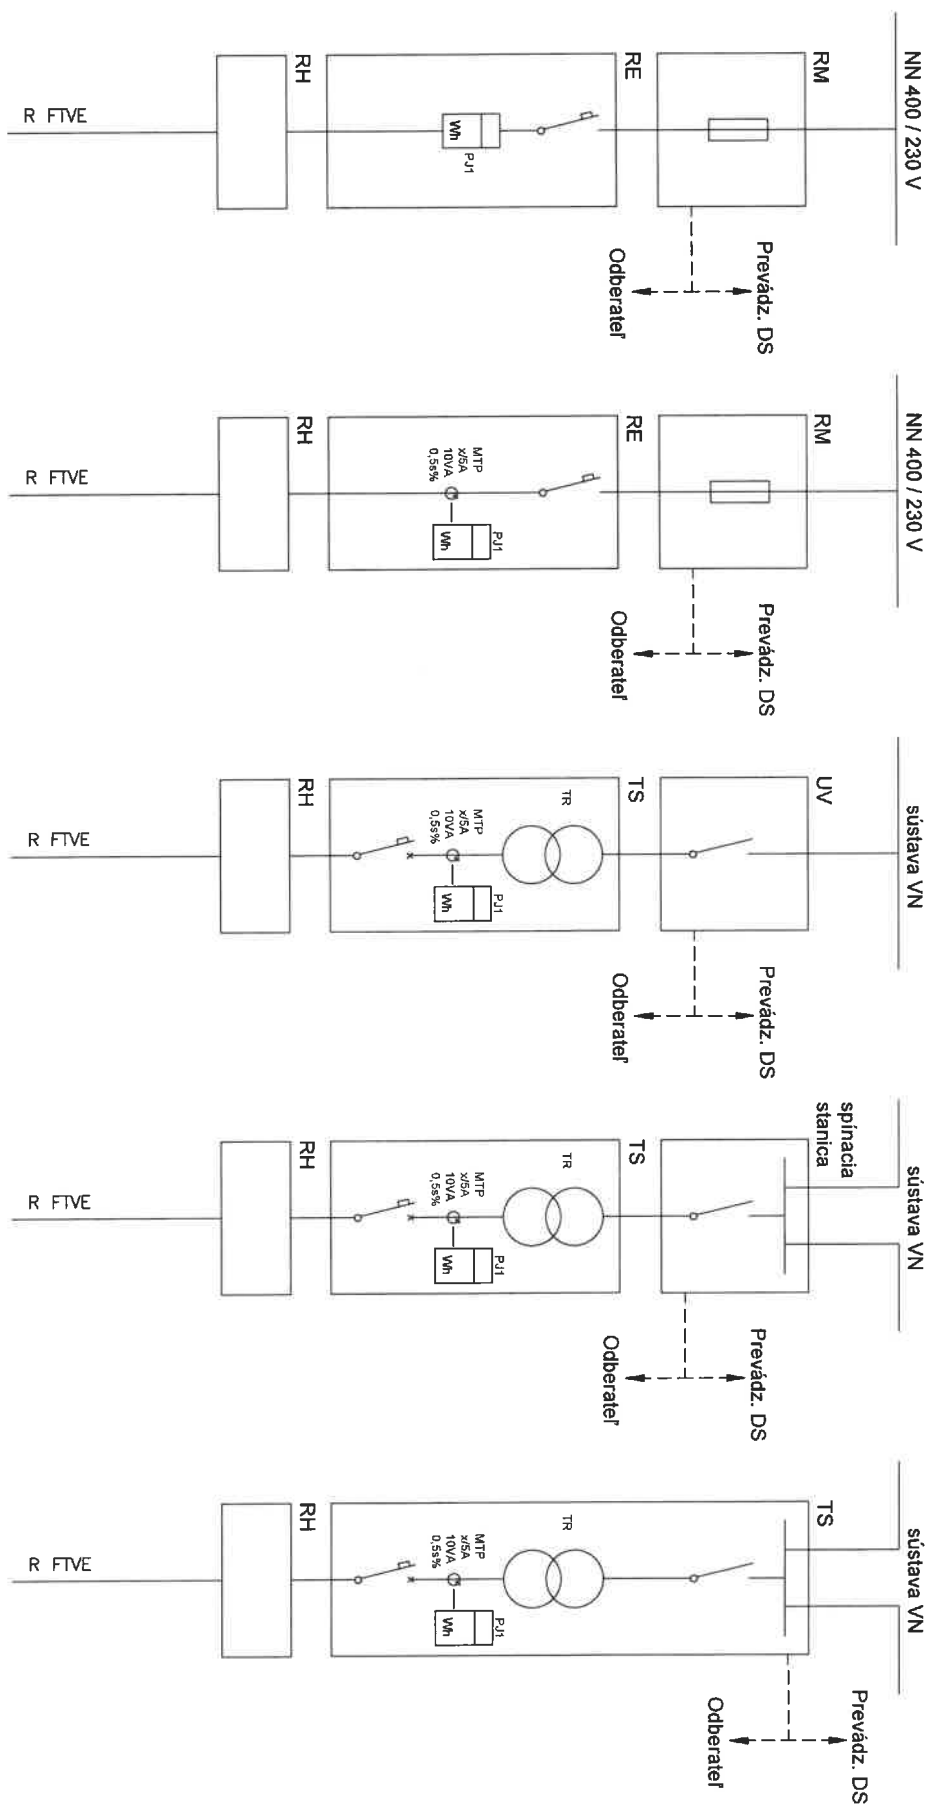 NN 400 / 230 V
RM
Prevádz. DS
Odberateľ
RE
PJ1
Wh
RH
R FTVE
NN 400 / 230 V
RM
Prevádz. DS
Odberateľ
RE
MTP
x/5A
10VA
0,5s%
PJ1
Wh
RH
R FTVE
sústava VN
UV
Prevádz. DS
Odberateľ
TS
TR
MTP
x/5A
10VA
0,5s%
PJ1
Wh
RH
R FTVE
sústava VN
spínacia
stanica
Prevádz. DS
Odberateľ
TS
TR
MTP
x/5A
10VA
0,5s%
PJ1
Wh
RH
R FTVE
sústava VN
TS
Prevádz. DS
Odberateľ
TR
MTP
x/5A
10VA
0,5s%
PJ1
Wh
RH
R FTVE